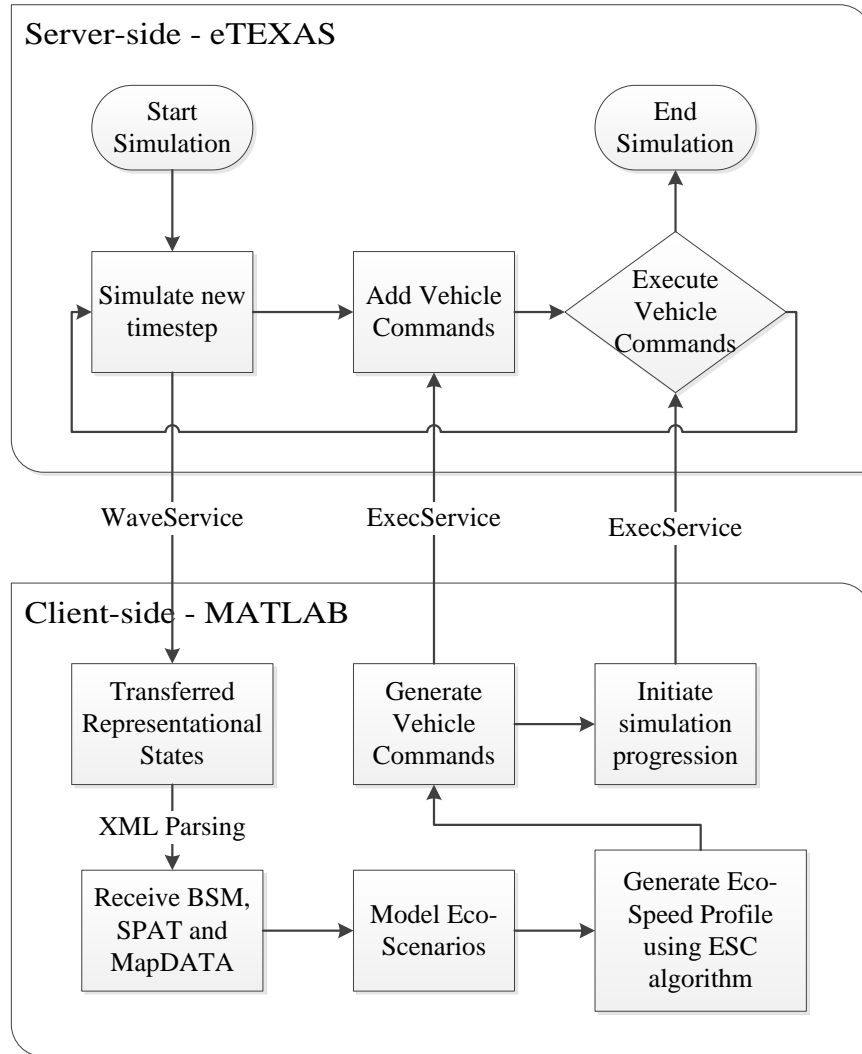 Server-side - eTEXAS
Start
Simulation
End
Simulation
Simulate new
timestep
Add Vehicle
Commands
Execute
Vehicle
Commands
WaveService
ExecService
ExecService
Client-side - MATLAB
Transferred
Representational
States
Generate
Vehicle
Commands
Initiate
simulation
progression
XML Parsing
Receive BSM,
SPAT and
MapDATA
Model Eco-
Scenarios
Generate Eco-
Speed Profile
using ESC
algorithm